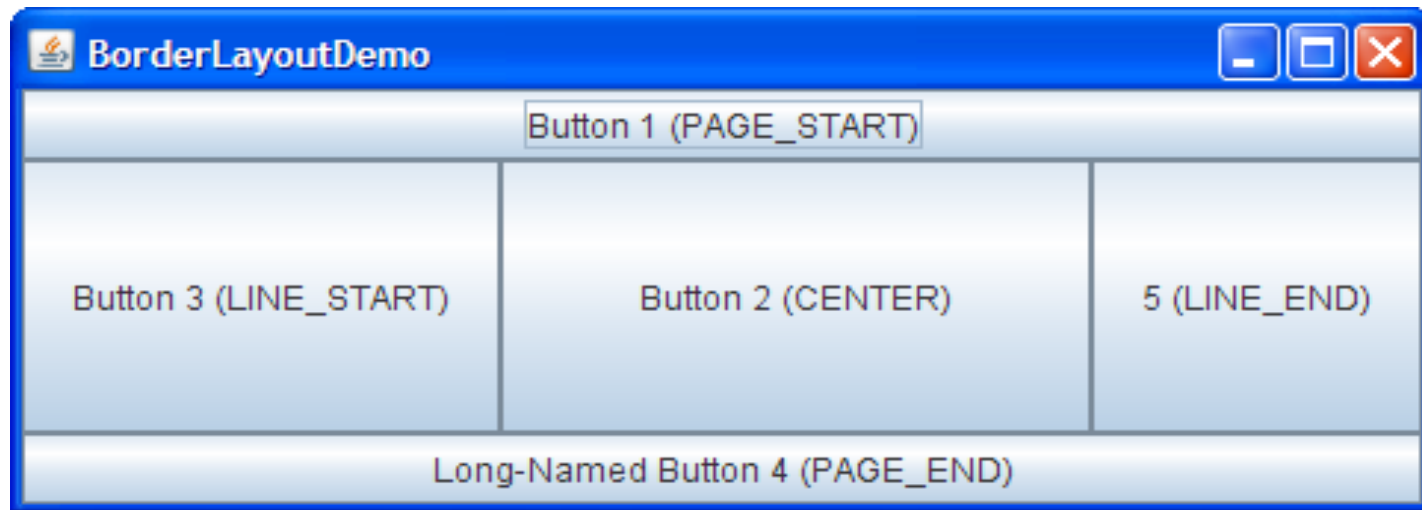 BorderLayoutDemo
Button 1 (PAGE_START)
Button 3 (LINE_START)
Button 2 (CENTER)
5 (LINE_END)
Long-Named Button 4 (PAGE_END)